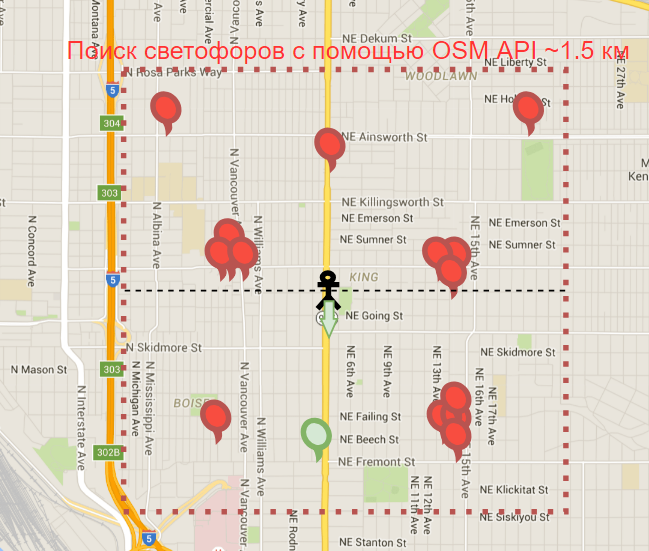 NE Dekum St
Поиск светофоров с помощью OSM API ~1.5 км
N Rosa Parks Way
NE Liberty St
WOODLAWN
NE 27th Ave
5
304
NE Ainsworth St
N Vancouver Ave
303
NE Killingsworth St
N Albina Ave
N Williams Ave
NE Emerson St
NE Emerson St
NE 15th Ave
N Concord Ave
NE Sumner St
NE Sumner St
5
KING
NE Going St
N Skidmore St
NE Skidmore St
303
N Mason St
N Michigan Ave
N Mississippi Ave
N Vancouver Ave
NE 6th Ave
NE 9th Ave
NE 13th Ave
NE 16th Ave
NE 17th Ave
N Interstate Ave
N Williams Ave
NE Failing St
NE Beech St
302B
NE Fremont St
NE 11th Ave
NE 12th Ave
NE Klickitat St
N Vancouver Ave
NE Siskiyou St
5
NE Stanton St